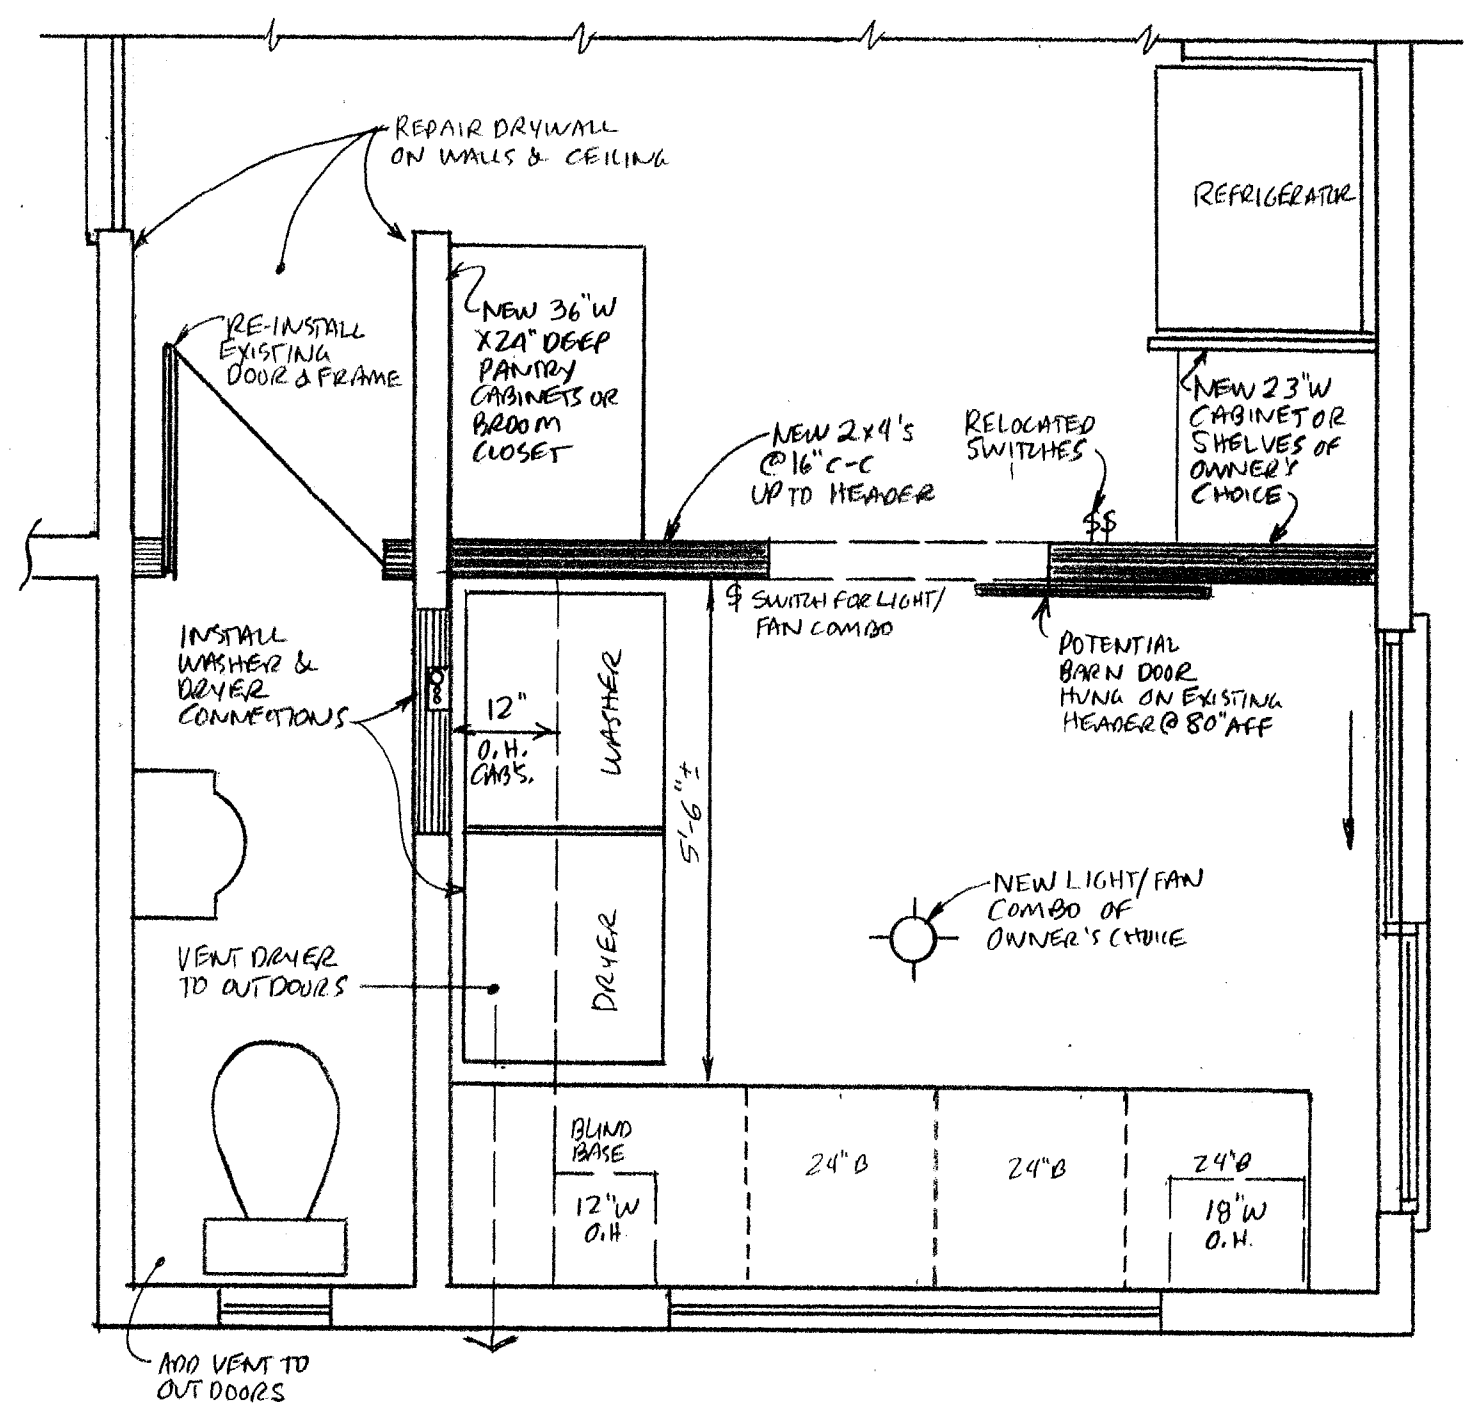 REPAIR DRYWALL
ON WALLS & CEILING
REFRIGERATOR
RE-INSTALL
EXISTING
DOOR & FRAME
NEW 36"W
X24" DEEP
PANTRY
CABINETS OR
BROOM
CLOSET
NEW 2x4's
@16" C-C
UP TO HEADER
RELOCATED
SWITCHES
$$
NEW 23"W
CABINET OR
SHELVES OF
OWNER'S
CHOICE
$ SWITCH FOR LIGHT/
FAN COMBO
INSTALL
WASHER &
DRYER
CONNECTIONS
12"
O.H.
CAB'S.
WASHER
5'-6"±
POTENTIAL
BARN DOOR
HUNG ON EXISTING
HEADER @ 80" AFF
NEW LIGHT/FAN
COMBO OF
OWNER'S CHOICE
VENT DRYER
TO OUTDOORS
DRYER
BLIND
BASE
12"W
O.H.
24"B
24"B
24"B
18"W
O.H.
ADD VENT TO
OUTDOORS